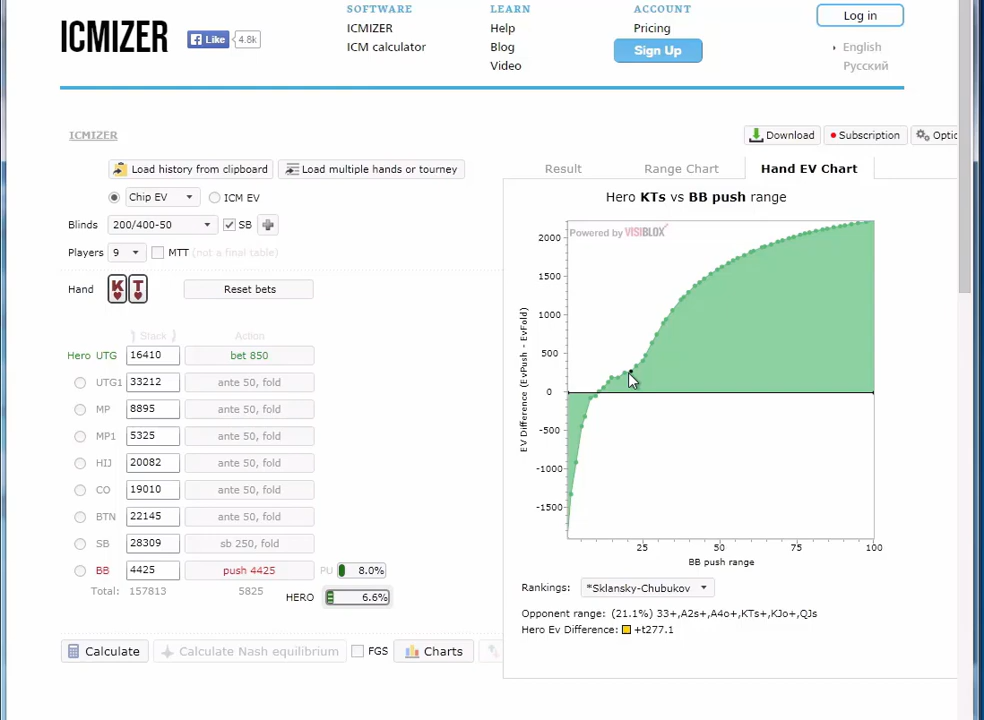 ICMIZER
Like 4.8k
SOFTWARE
ICMIZER
ICM calculator
LEARN
Help
Blog
Video
ACCOUNT
Pricing
Sign Up
Log in
English
Русский
ICMIZER
Download
Subscription
Optio
Load history from clipboard
Load multiple hands or tourney
Chip EV
ICM EV
Blinds 200/400-50 SB
Players 9 MTT (not a final table)
Hand K T Reset bets
Stack Action
Hero UTG 16410 bet 850
UTG1 33212 ante 50, fold
MP 8895 ante 50, fold
MP1 5325 ante 50, fold
HIJ 20082 ante 50, fold
CO 19010 ante 50, fold
BTN 22145 ante 50, fold
SB 28309 sb 250, fold
BB 4425 push 4425 PU 8.0%
Total: 157813 5825 HERO 6.6%
Calculate
Calculate Nash equilibrium
FGS
Charts
Result
Range Chart
Hand EV Chart
Hero KTs vs BB push range
Powered by VISIBLOX
EV Difference (EvPush - EvFold)
2000
1500
1000
500
0
-500
-1000
-1500
25 50 75 100
BB push range
Rankings: *Sklansky-Chubukov
Opponent range: (21.1%) 33+,A2s+,A4o+,KTs+,KJo+,QJs
Hero Ev Difference: +t277.1